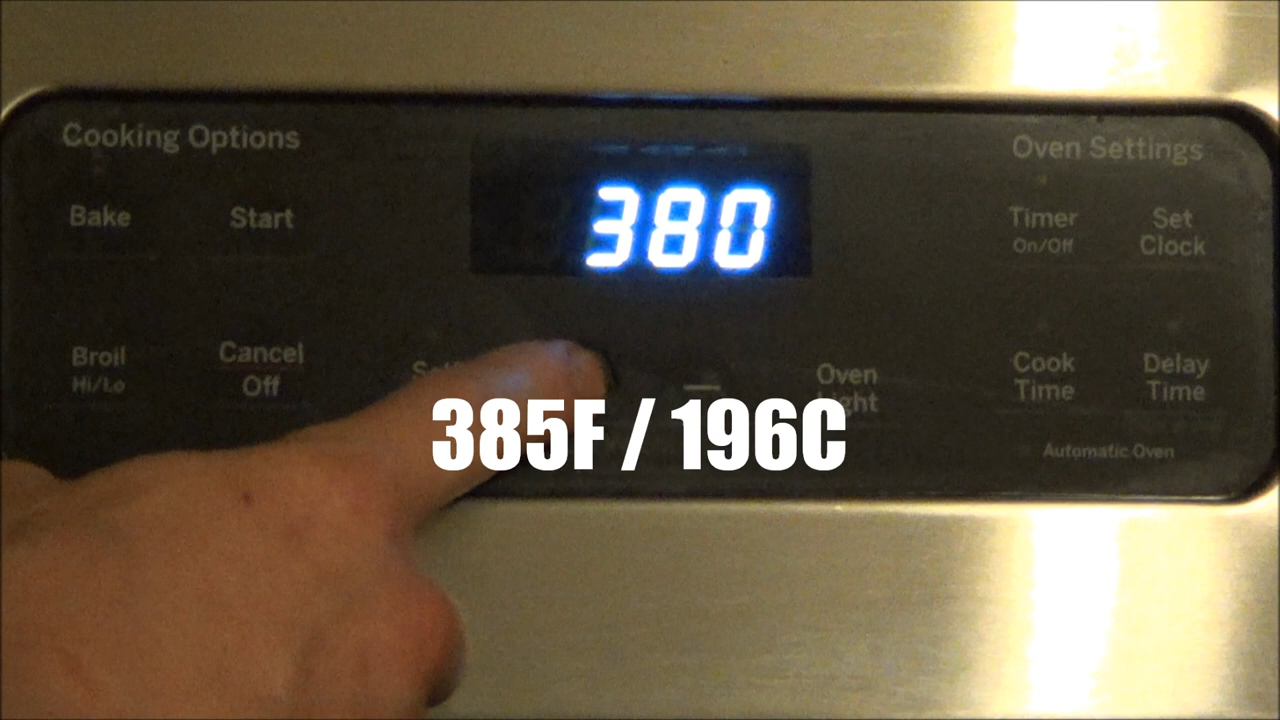 Cooking Options
Oven Settings
380
Bake
Start
Timer
On/Off
Set
Clock
Broil
Hi/Lo
Cancel
Off
Oven
Cook
Time
Delay
Time
385F / 196C
Automatic Oven